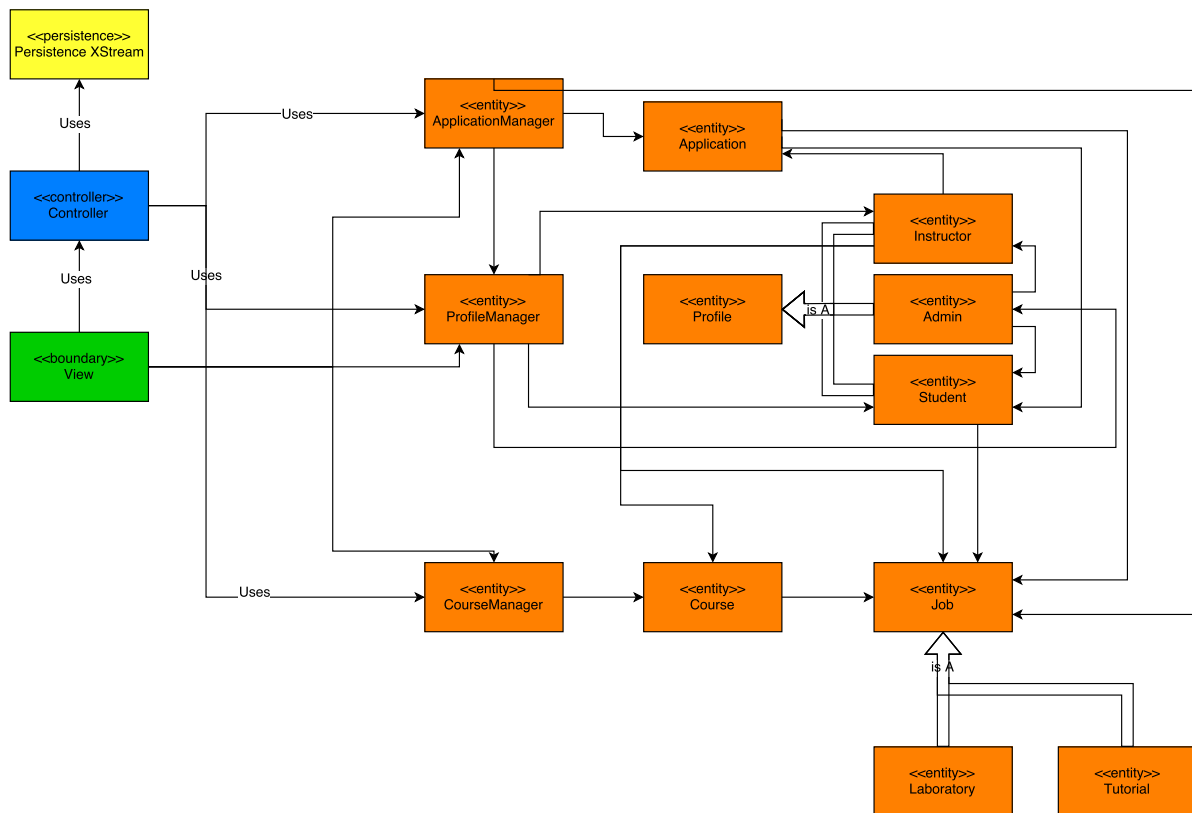 <<persistence>>
Persistence XStream
Uses
<<controller>>
Controller
Uses
<<boundary>>
View
Uses
Uses
Uses
<<entity>>
ApplicationManager
<<entity>>
Application
<<entity>>
Instructor
<<entity>>
ProfileManager
<<entity>>
Profile
is A
<<entity>>
Admin
<<entity>>
Student
<<entity>>
CourseManager
<<entity>>
Course
<<entity>>
Job
is A
<<entity>>
Laboratory
<<entity>>
Tutorial